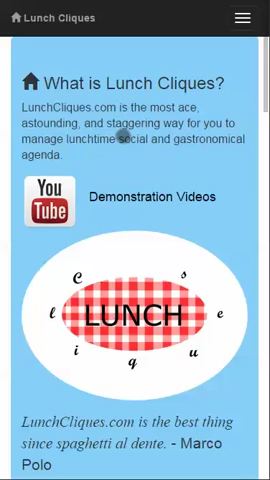 Lunch Cliques
What is Lunch Cliques?
LunchCliques.com is the most ace,
astounding, and staggering way for you to
manage lunchtime social and gastronomical
agenda.
You
Tube
Demonstration Videos
C s
l LUNCH e
i q u
LunchCliques.com is the best thing
since spaghetti al dente. - Marco
Polo